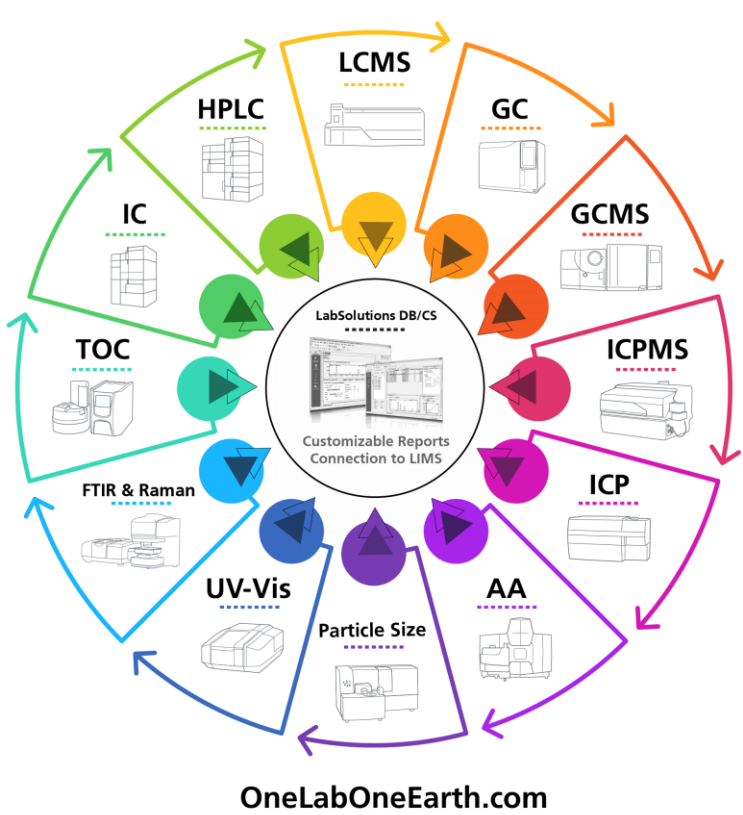 LCMS
GC
GCMS
ICPMS
ICP
AA
Particle Size
UV-Vis
FTIR & Raman
TOC
IC
HPLC
LabSolutions DB/CS
Customizable Reports
Connection to LIMS
OneLabOneEarth.com